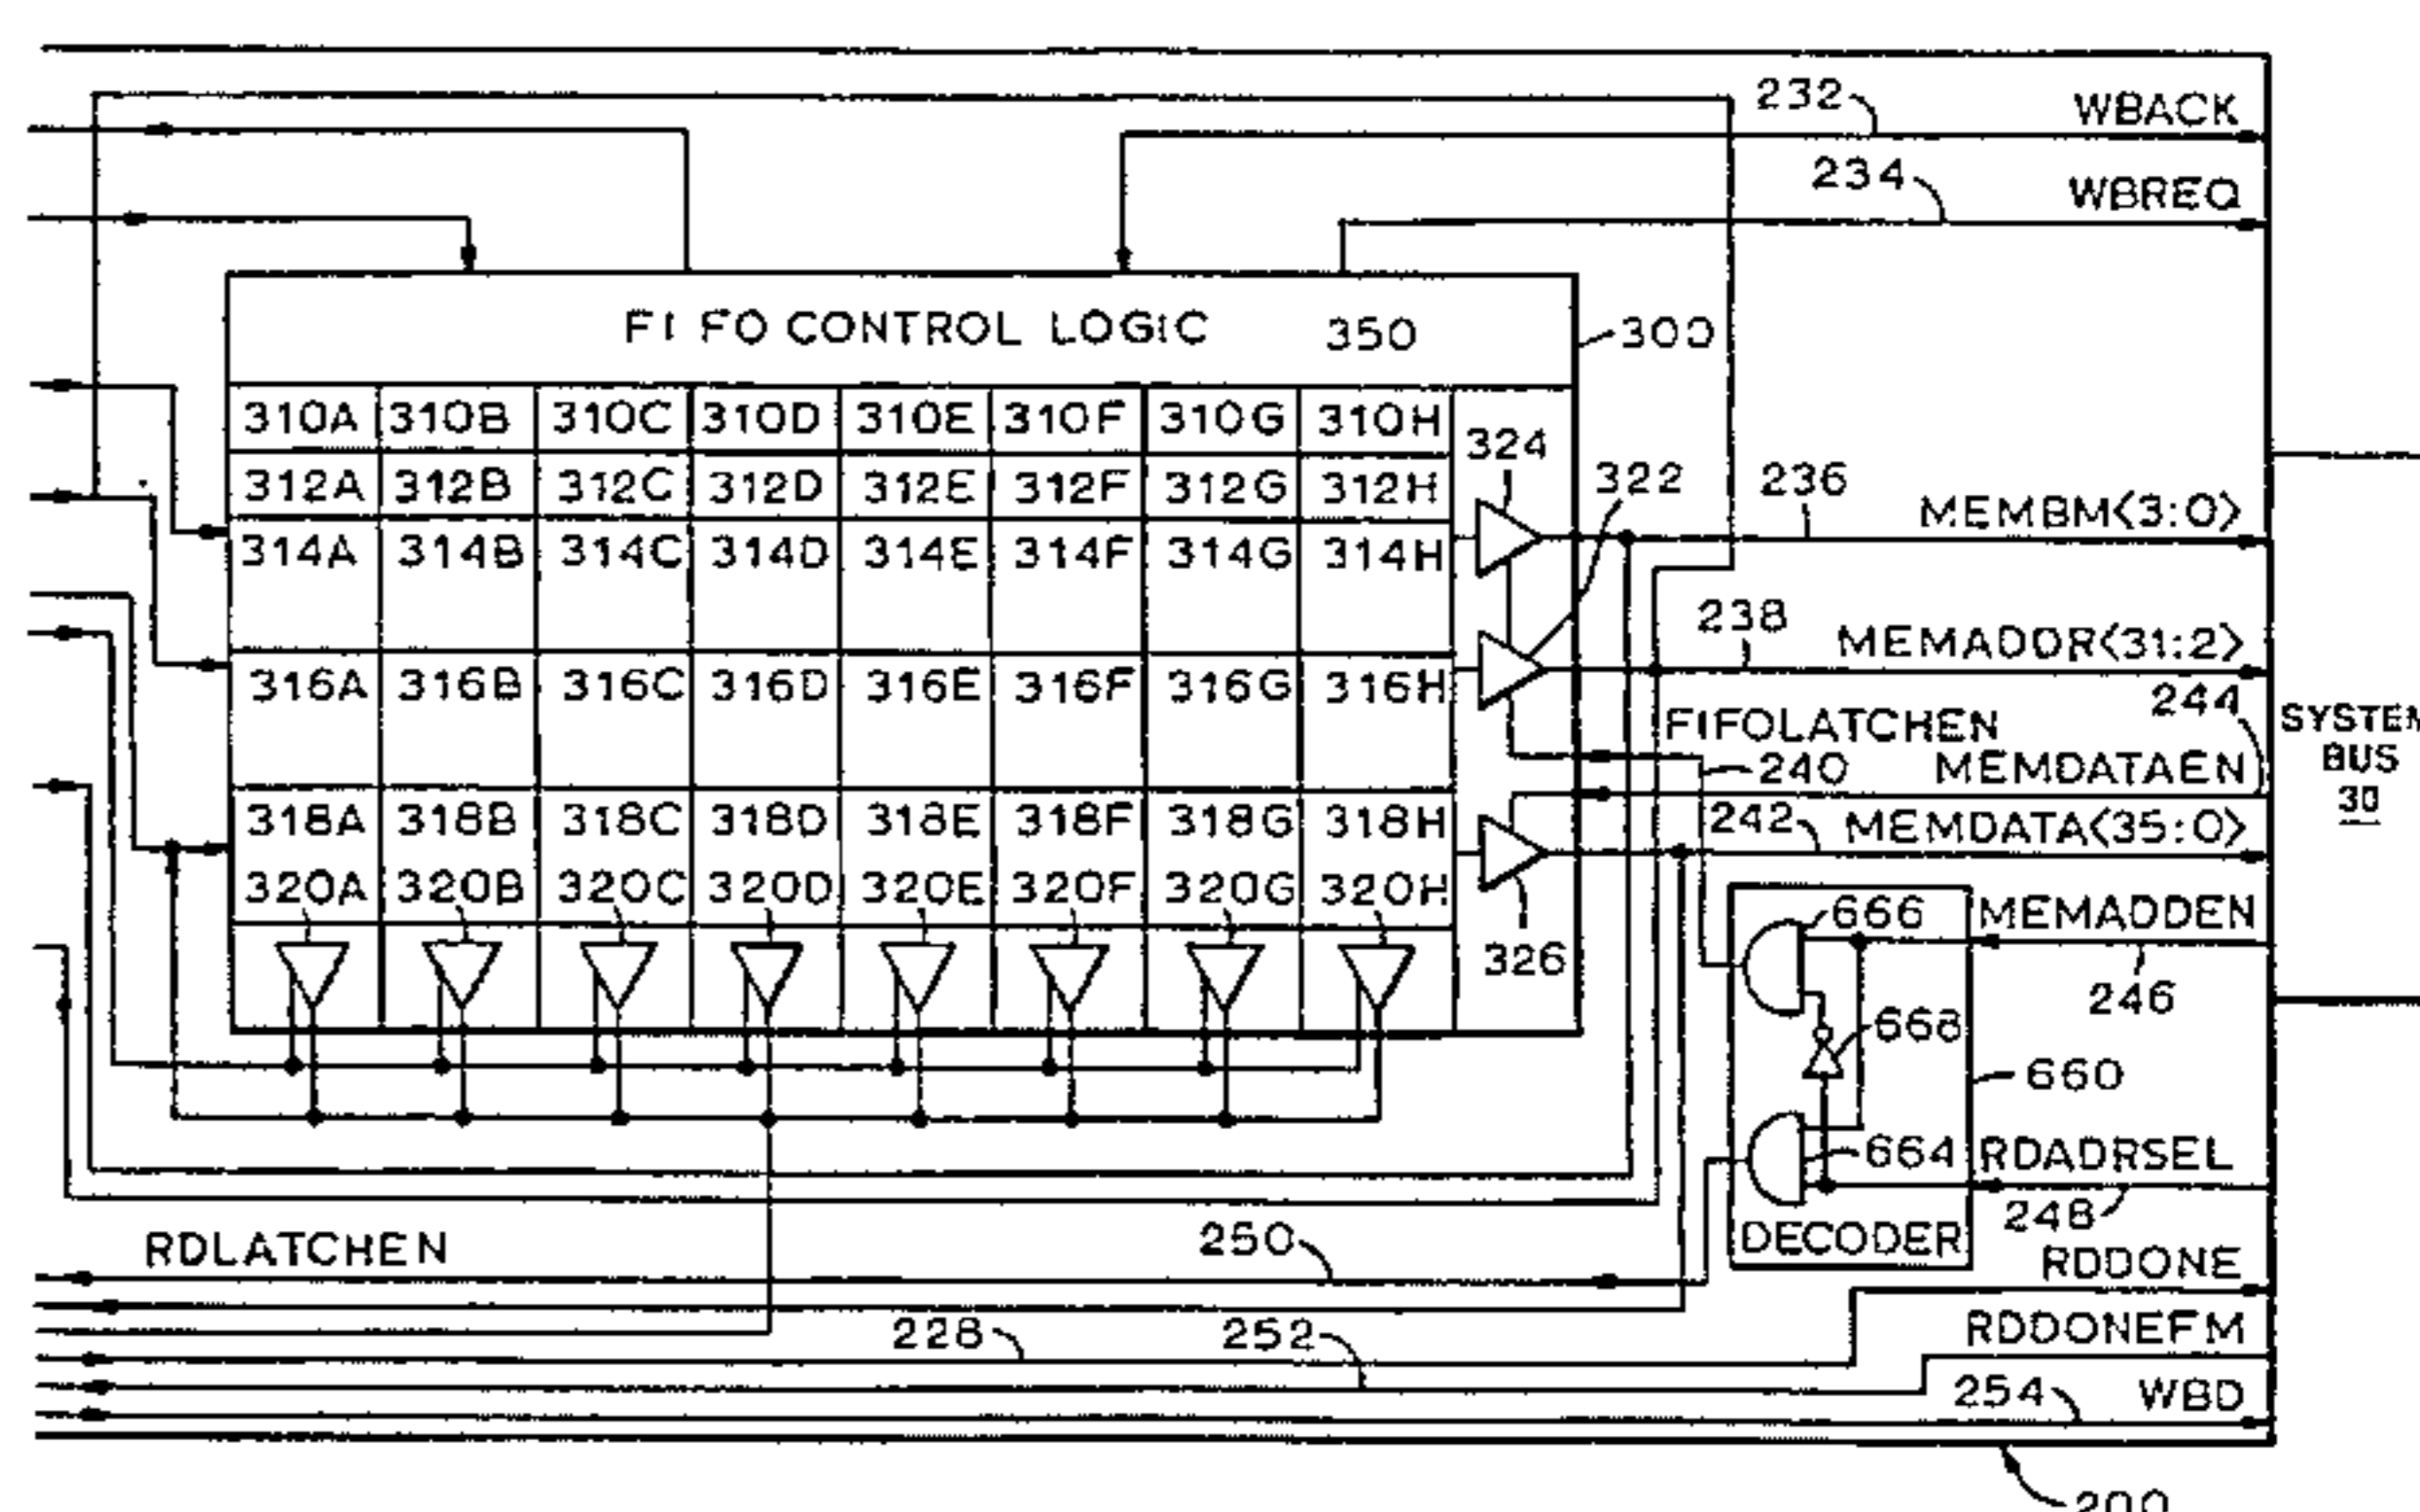 232 WBACK
234 WBREQ
FIFO CONTROL LOGIC 350 300
310A 310B 310C 310D 310E 310F 310G 310H
324
312A 312B 312C 312D 312E 312F 312G 312H
322 236 MEMBM<3:0>
314A 314B 314C 314D 314E 314F 314G 314H
238 MEMADDR<31:2>
316A 316B 316C 316D 316E 316F 316G 316H
244
FIFOLATCHEN
240 MEMDATAEN
SYSTEM
BUS
30
318A 318B 318C 318D 318E 318F 318G 318H
242 MEMDATA<35:0>
320A 320B 320C 320D 320E 320F 320G 320H
326
666 MEMADDEN
246
668
660
664 RDADRSEL
248
DECODER
RDLATCHEN 250
RDDONE
228 252 RDDONEFM
254 WBD
200